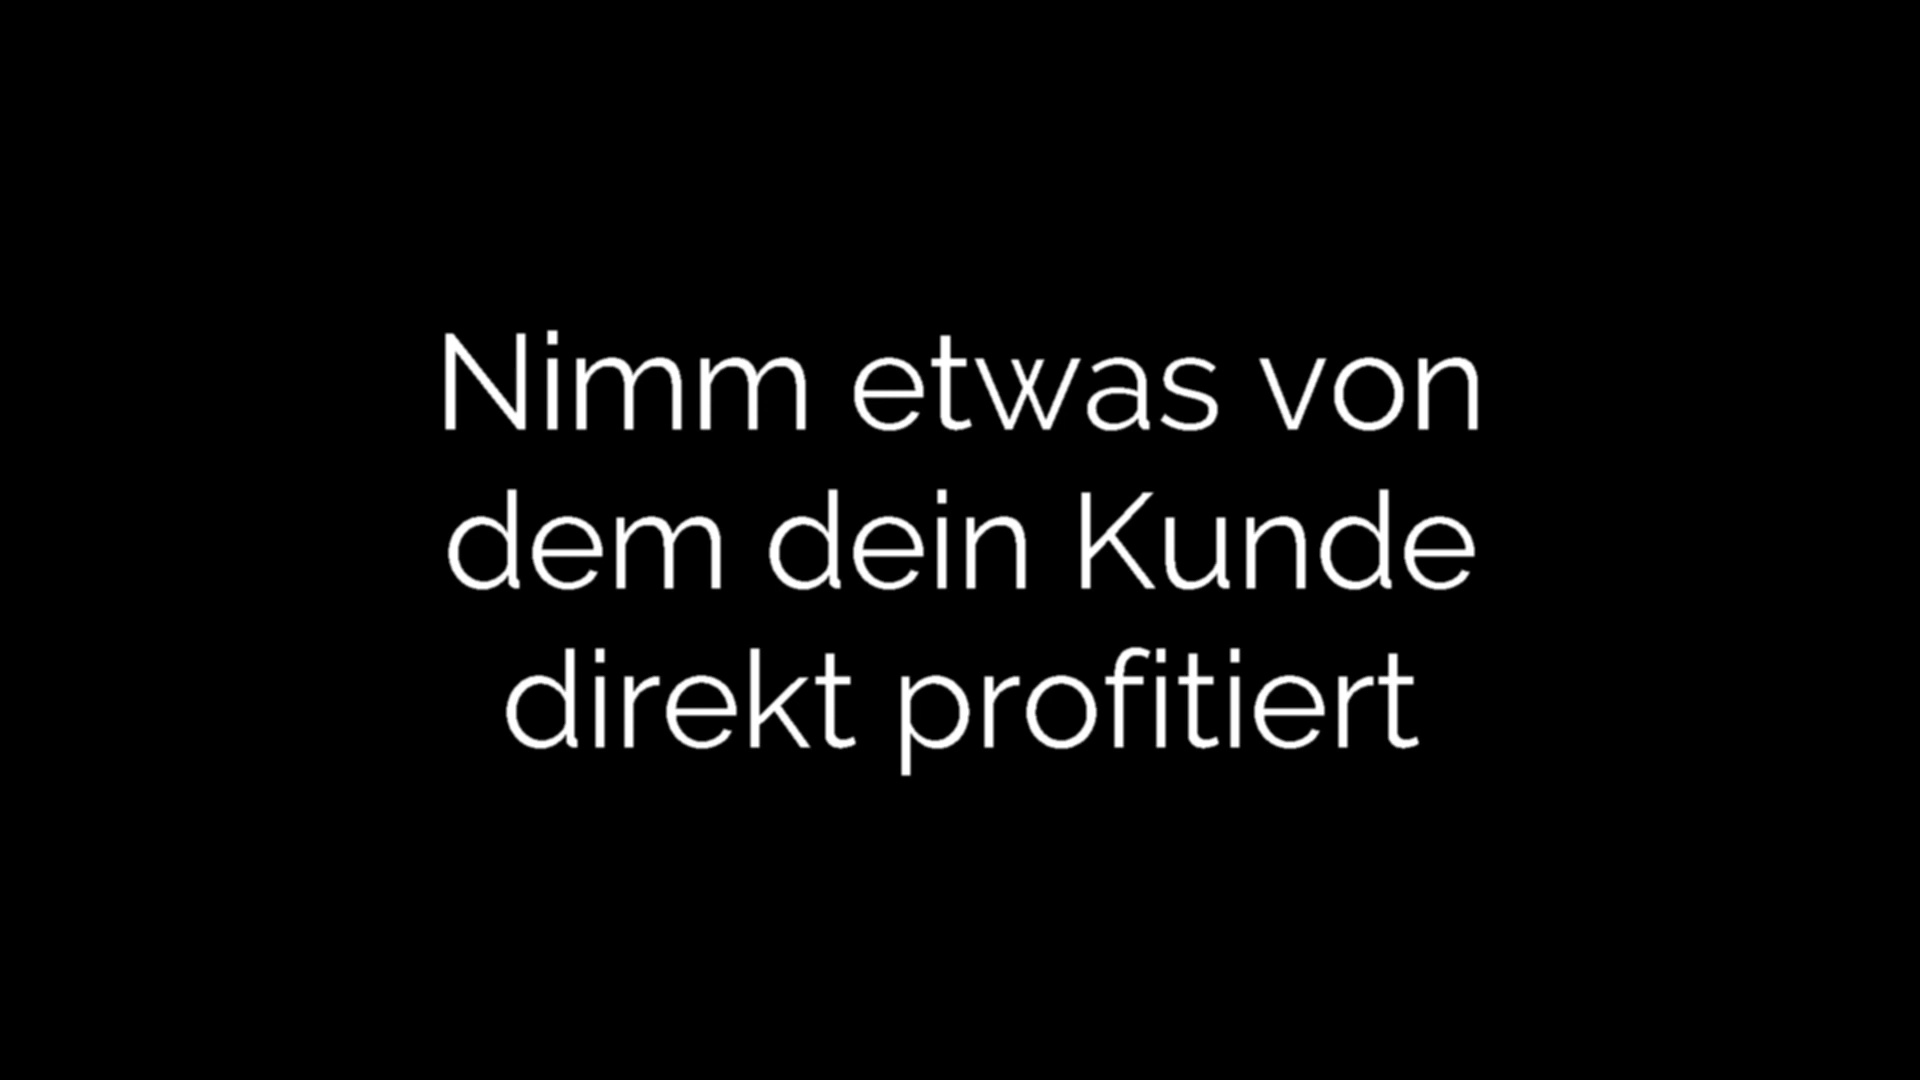 Nimm etwas von
dem dein Kunde
direkt profitiert